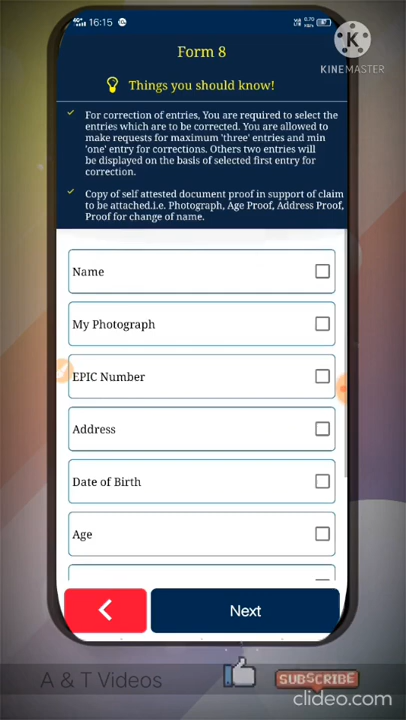 16:15
KINEMASTER
Form 8
Things you should know!
For correction of entries, You are required to select the
entries which are to be corrected. You are allowed to
make requests for maximum 'three' entries and min
'one' entry for corrections. Others two entries will
be displayed on the basis of selected first entry for
correction.
Copy of self attested document proof in support of claim
to be attached.i.e. Photograph, Age Proof, Address Proof,
Proof for change of name.
Name
My Photograph
EPIC Number
Address
Date of Birth
Age
Next
A & T Videos
SUBSCRIBE
clideo.com